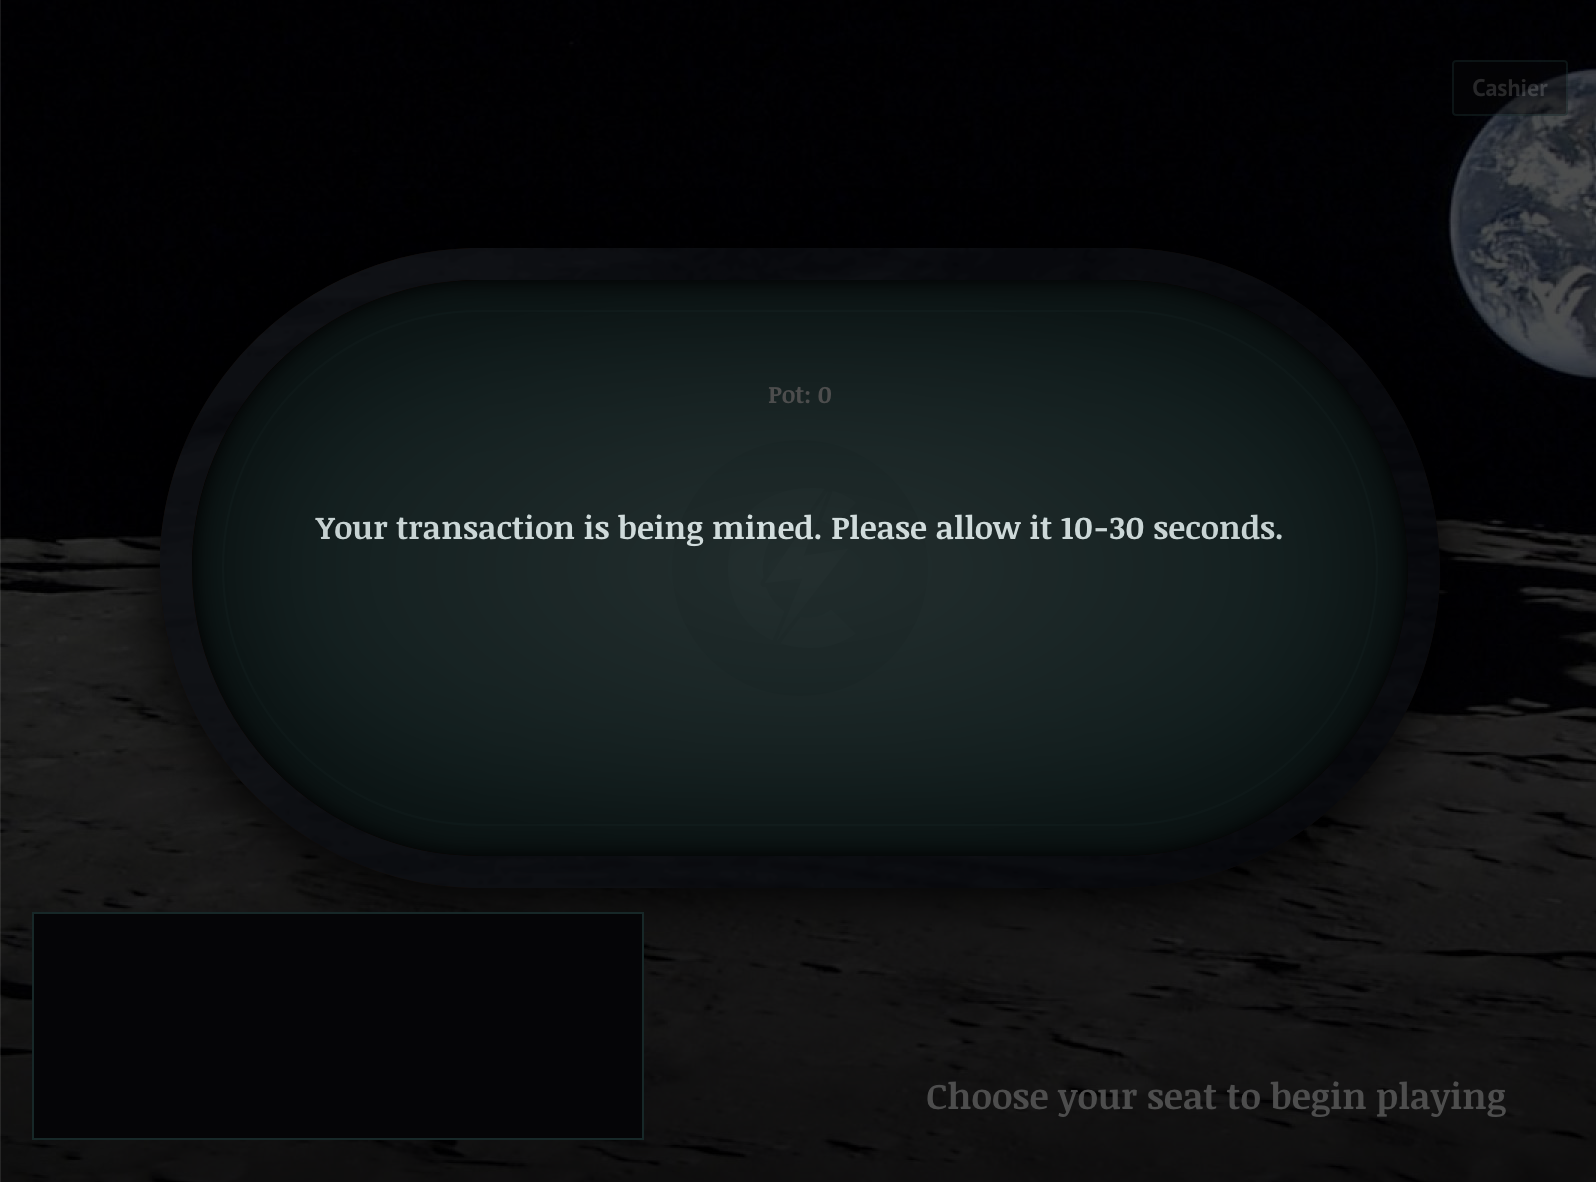 Cashier
Pot: 0
Your transaction is being mined. Please allow it 10-30 seconds.
Choose your seat to begin playing